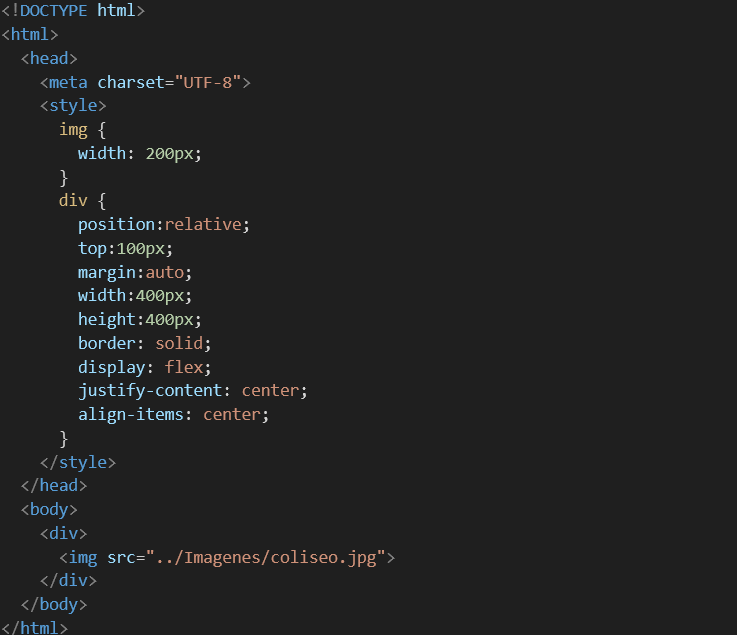 <!DOCTYPE html>
<html>
  <head>
    <meta charset="UTF-8">
    <style>
      img {
        width: 200px;
      }
      div {
        position:relative;
        top:100px;
        margin:auto;
        width:400px;
        height:400px;
        border: solid;
        display: flex;
        justify-content: center;
        align-items: center;
      }
    </style>
  </head>
  <body>
    <div>
      <img src="../Imagenes/coliseo.jpg">
    </div>
  </body>
</html>